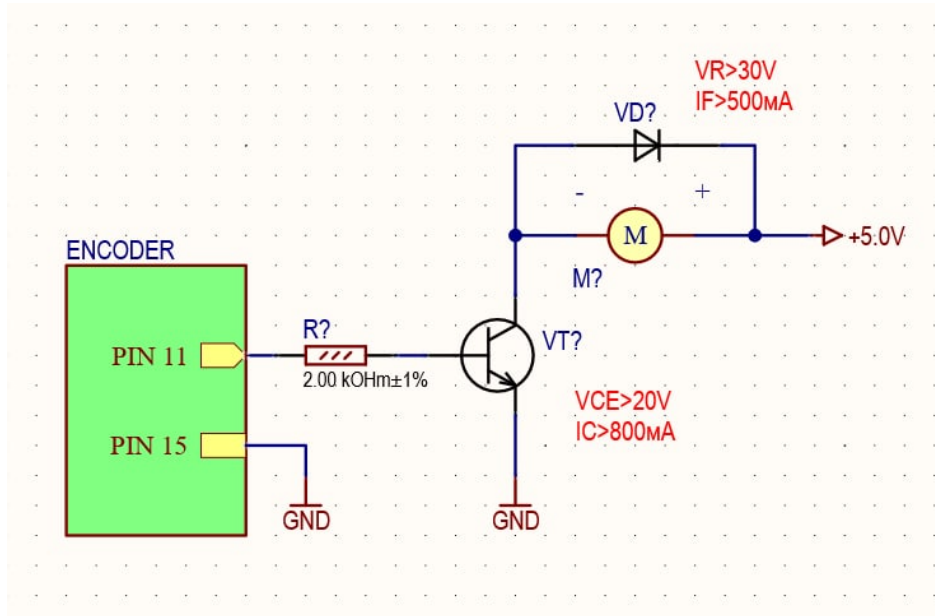 VR>30V
IF>500мА
VD?
-
+
M
+5.0V
M?
ENCODER
PIN 11
R?
2.00 kOHm±1%
VT?
VCE>20V
IC>800мА
PIN 15
GND
GND